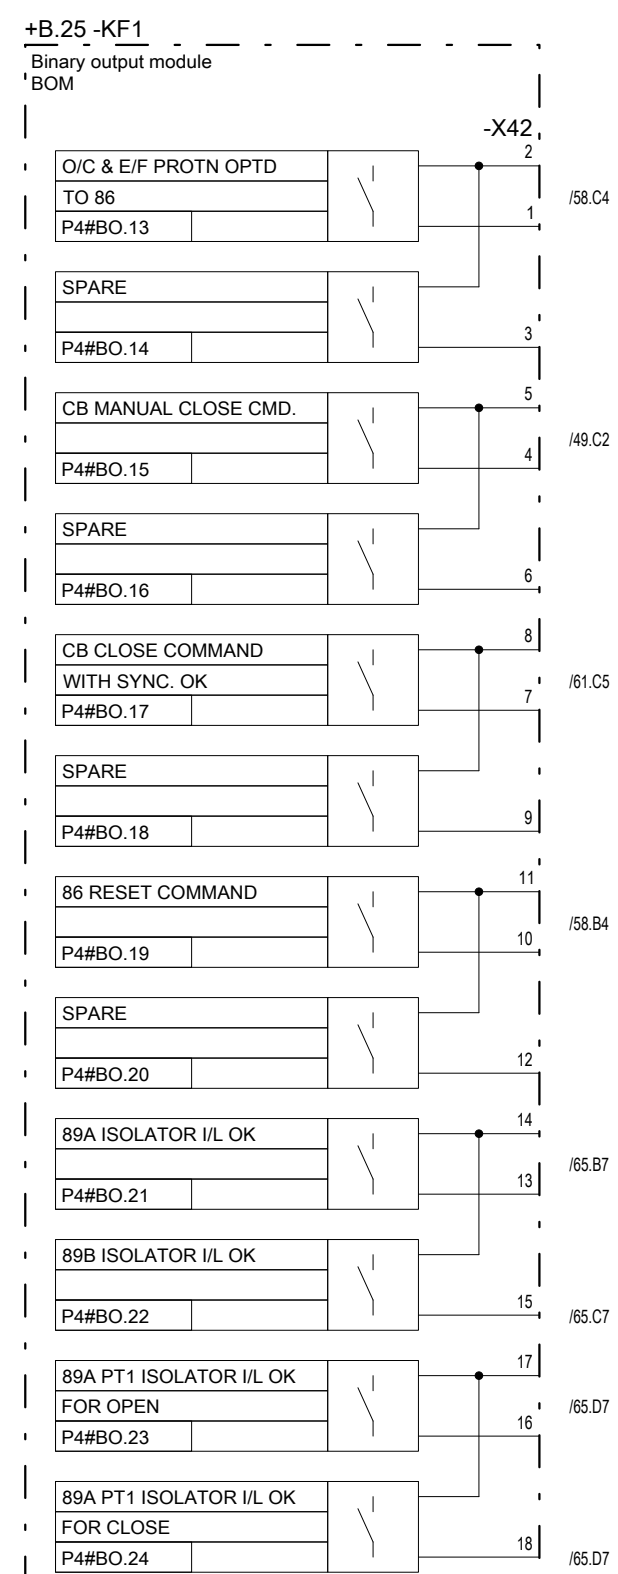 +B.25 -KF1
Binary output module
BOM
-X42
2
O/C & E/F PROTN OPTD
TO 86
/58.C4
1
P4#BO.13
SPARE
3
P4#BO.14
5
CB MANUAL CLOSE CMD.
/49.C2
4
P4#BO.15
SPARE
6
P4#BO.16
8
CB CLOSE COMMAND
WITH SYNC. OK
/61.C5
7
P4#BO.17
SPARE
9
P4#BO.18
11
86 RESET COMMAND
/58.B4
10
P4#BO.19
SPARE
12
P4#BO.20
14
89A ISOLATOR I/L OK
/65.B7
13
P4#BO.21
89B ISOLATOR I/L OK
15
P4#BO.22
/65.C7
17
89A PT1 ISOLATOR I/L OK
FOR OPEN
/65.D7
16
P4#BO.23
89A PT1 ISOLATOR I/L OK
FOR CLOSE
18
P4#BO.24
/65.D7